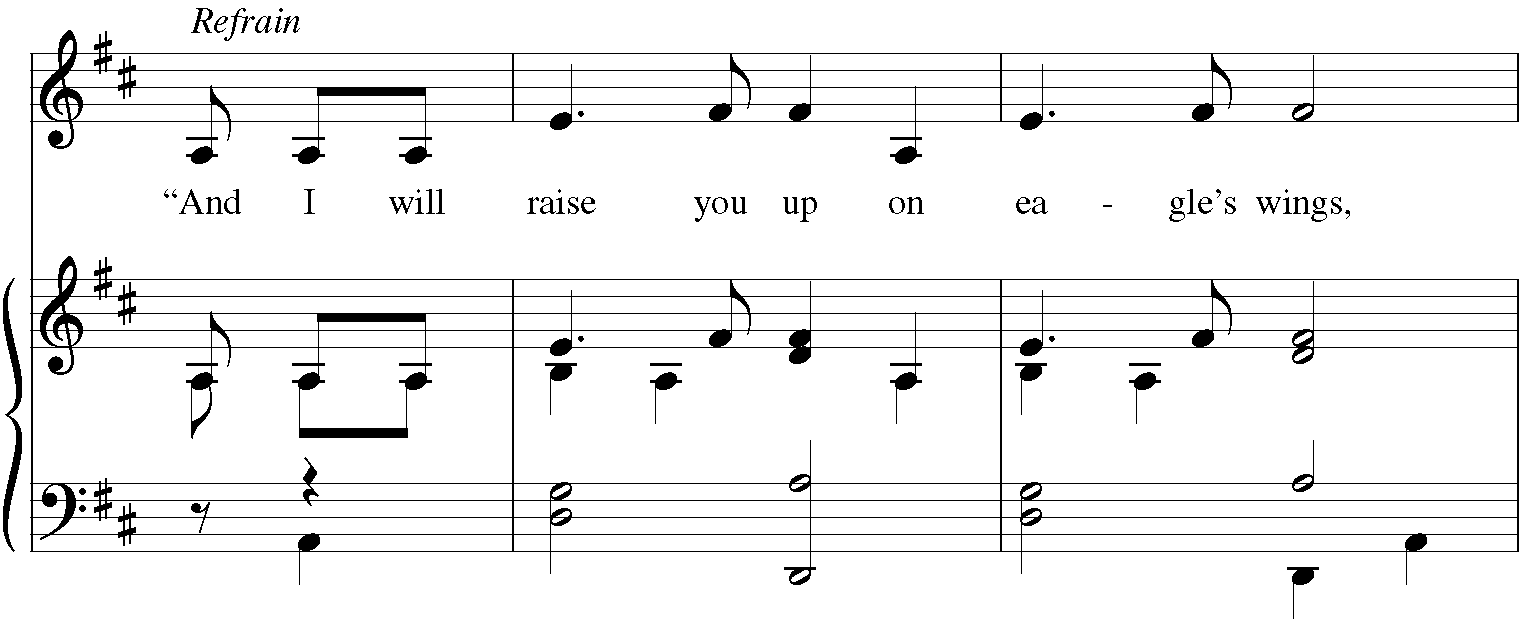 Refrain
“And I will raise you up on ea - gle’s wings,